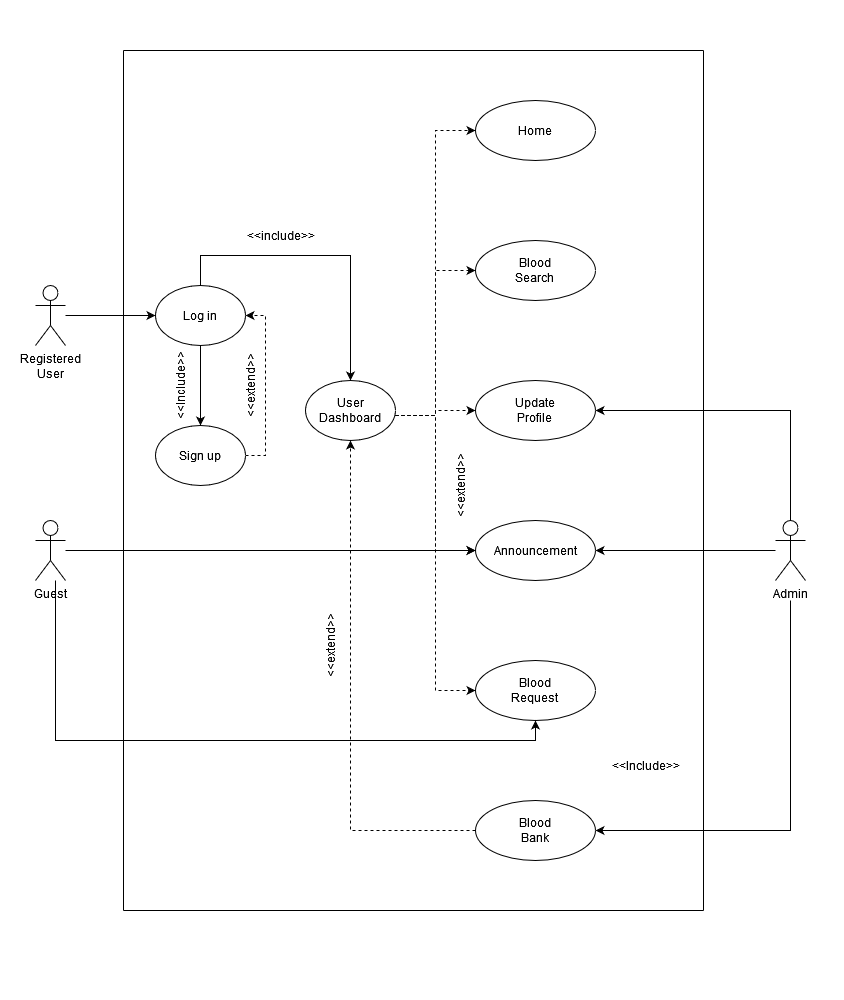 Home
<<include>>
Blood
Search
Log in
Registered
User
<<Include>>
<<extend>>
User
Dashboard
Update
Profile
Sign up
<<extend>>
Announcement
Guest
Admin
<<extend>>
Blood
Request
<<Include>>
Blood
Bank